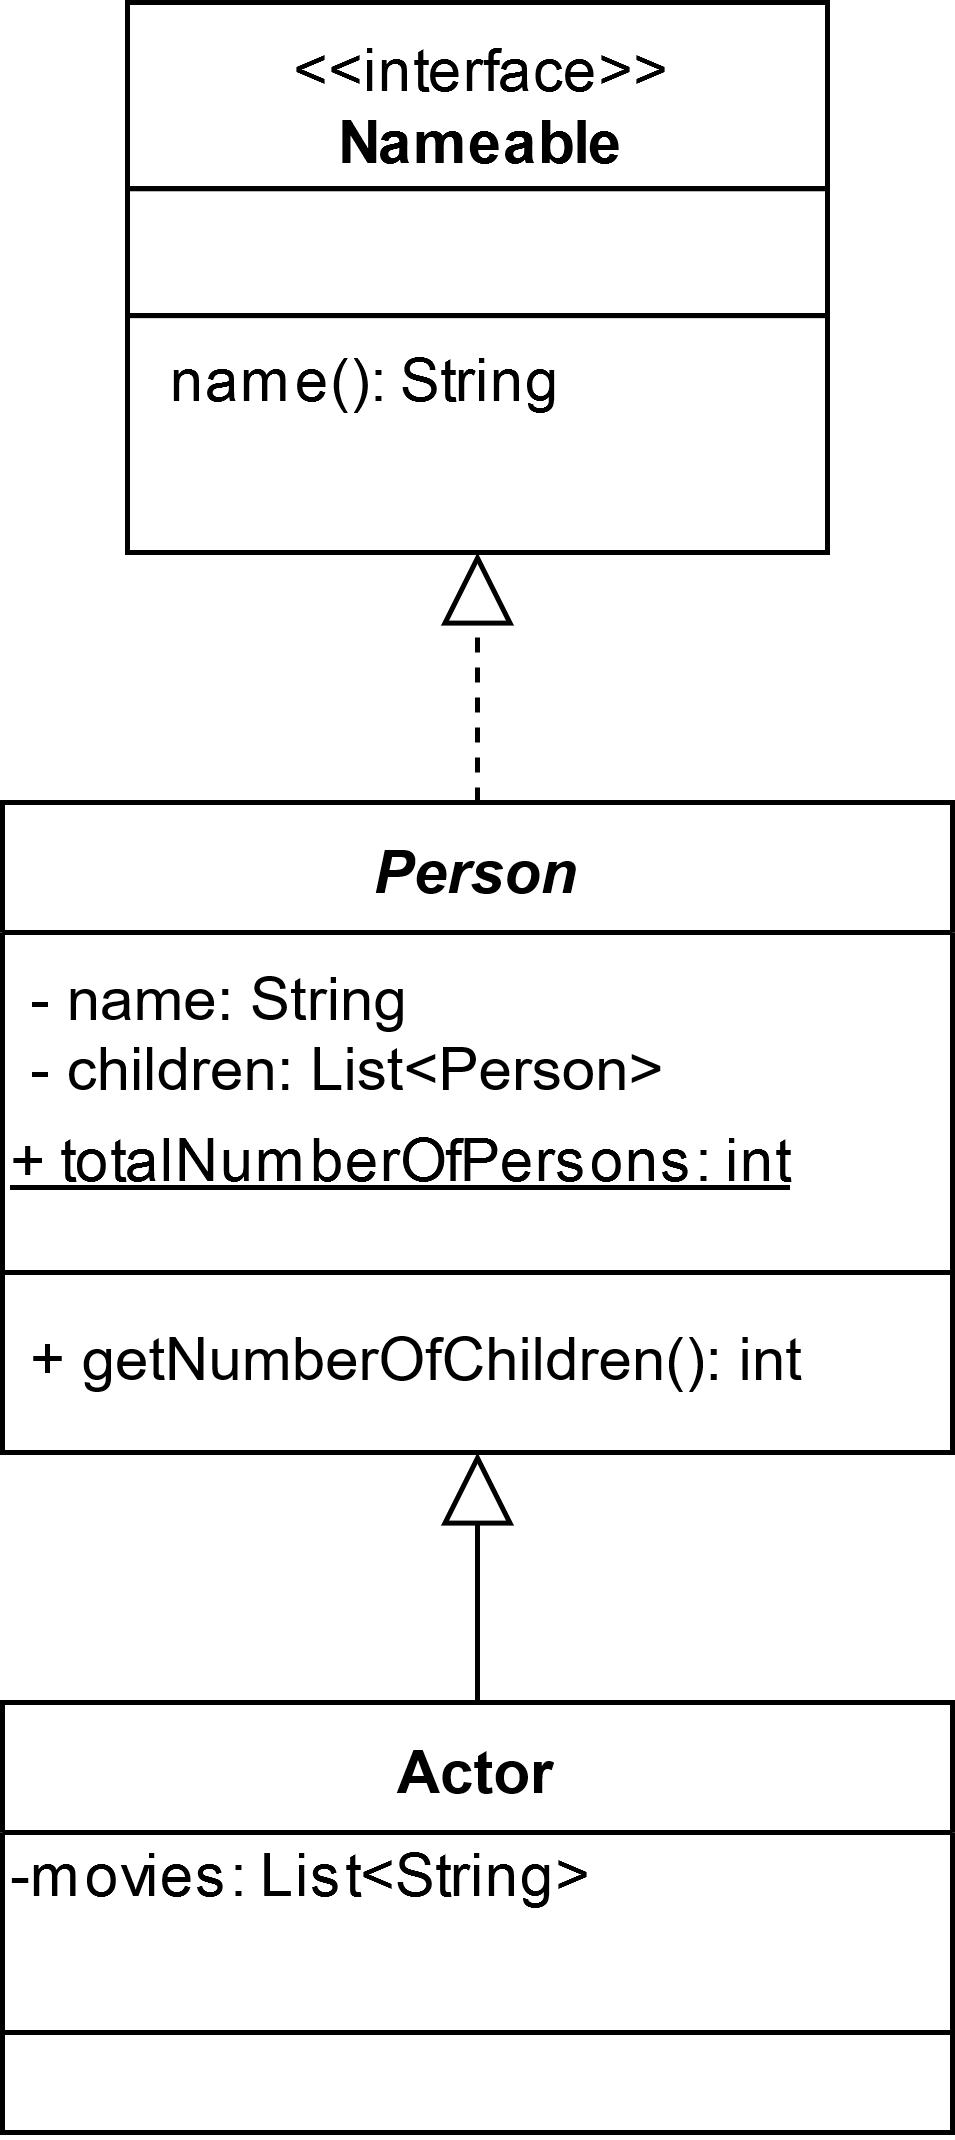 <<interface>>
Nameable
name(): String
Person
- name: String
- children: List<Person>
+ totalNumberOfPersons: int
+ getNumberOfChildren(): int
Actor
-movies: List<String>